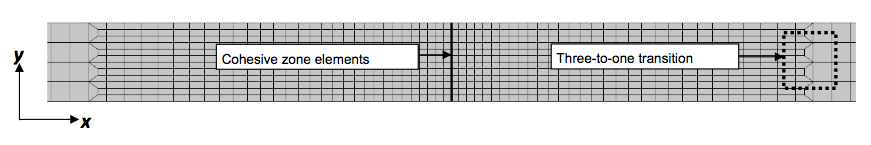 y
Cohesive zone elements
Three-to-one transition
x